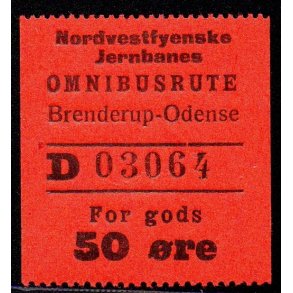 Nordvestfyenske
Jernbanes
OMNIBUSRUTE
Brenderup-Odense
D 03064
For gods
50 øre